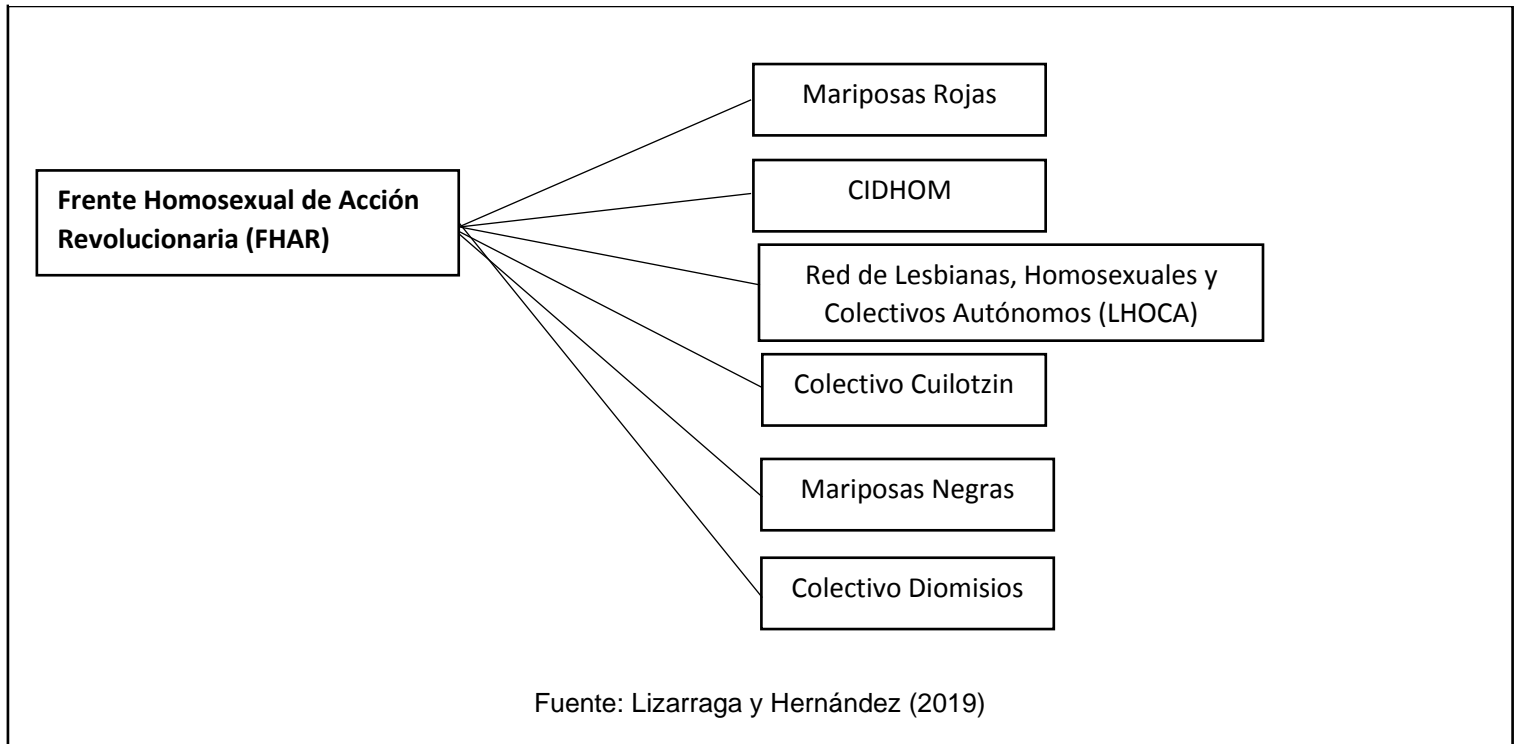 Frente Homosexual de Acción
Revolucionaria (FHAR)
Mariposas Rojas
CIDHOM
Red de Lesbianas, Homosexuales y
Colectivos Autónomos (LHOCA)
Colectivo Cuilotzin
Mariposas Negras
Colectivo Diomisios
Fuente: Lizarraga y Hernández (2019)